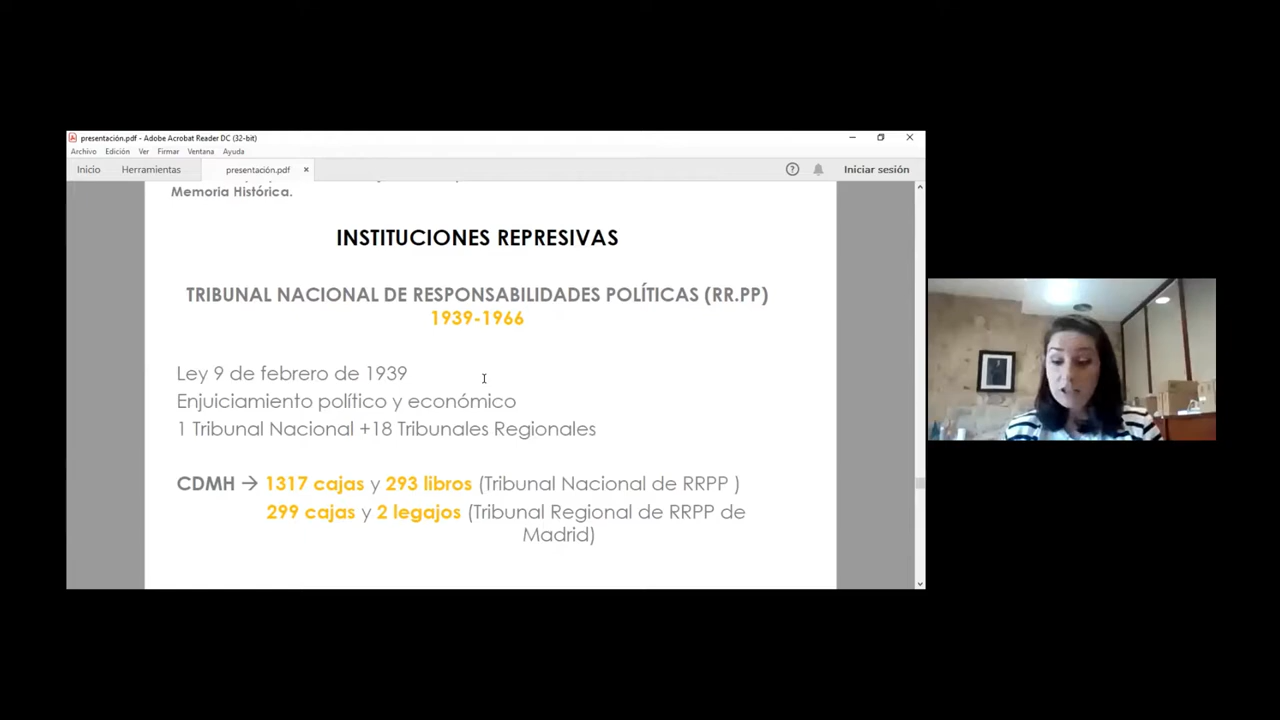 presentación.pdf - Adobe Acrobat Reader DC (32-bit)
Archivo Edición Ver Firmar Ventana Ayuda
Inicio Herramientas presentación.pdf × ? Iniciar sesión
Memoria Histórica.
INSTITUCIONES REPRESIVAS
TRIBUNAL NACIONAL DE RESPONSABILIDADES POLÍTICAS (RR.PP)
1939-1966
Ley 9 de febrero de 1939
Enjuiciamiento político y económico
1 Tribunal Nacional +18 Tribunales Regionales
CDMH → 1317 cajas y 293 libros (Tribunal Nacional de RRPP )
299 cajas y 2 legajos (Tribunal Regional de RRPP de
Madrid)